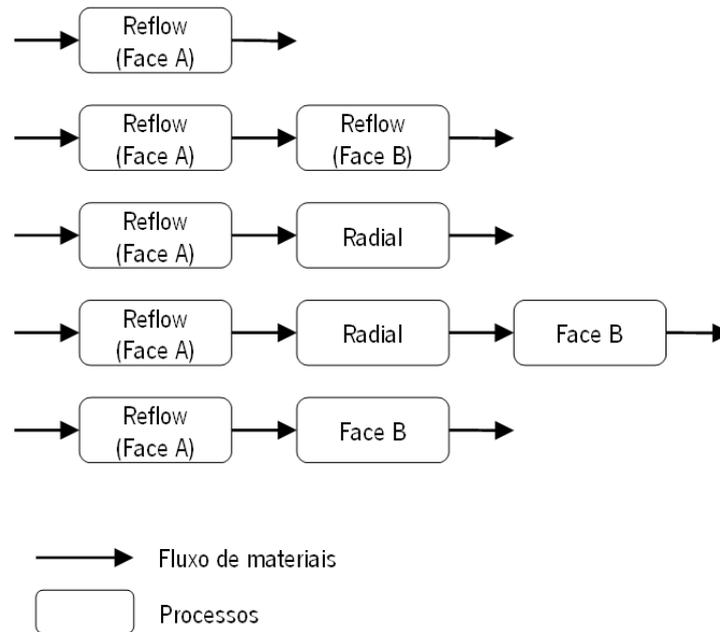 Reflow
(Face A)
Reflow
(Face A)
Reflow
(Face B)
Reflow
(Face A)
Radial
Reflow
(Face A)
Radial
Face B
Reflow
(Face A)
Face B
Fluxo de materiais
Processos